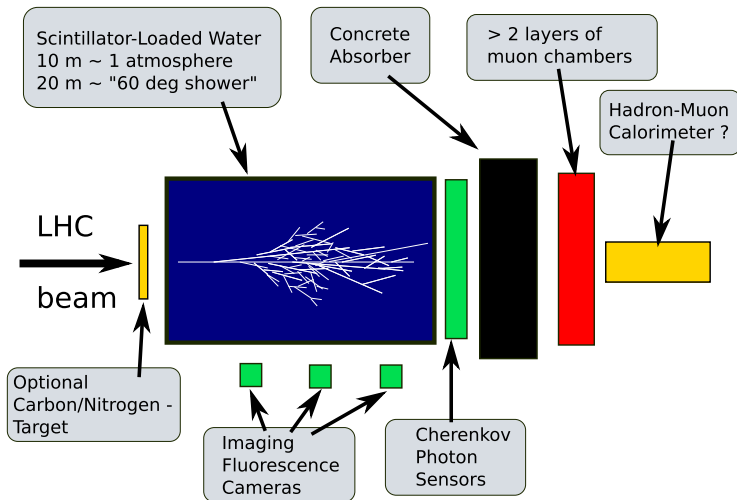 Scintillator-Loaded Water
10 m ~ 1 atmosphere
20 m ~ "60 deg shower"
Concrete
Absorber
> 2 layers of
muon chambers
Hadron-Muon
Calorimeter ?
LHC
beam
Optional
Carbon/Nitrogen -
Target
Imaging
Fluorescence
Cameras
Cherenkov
Photon
Sensors